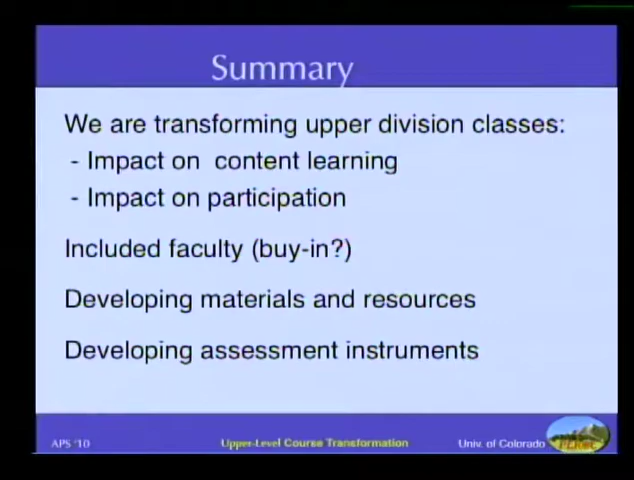 Summary
We are transforming upper division classes:
- Impact on content learning
- Impact on participation
Included faculty (buy-in?)
Developing materials and resources
Developing assessment instruments
APS '10
Upper-Level Course Transformation
Univ. of Colorado